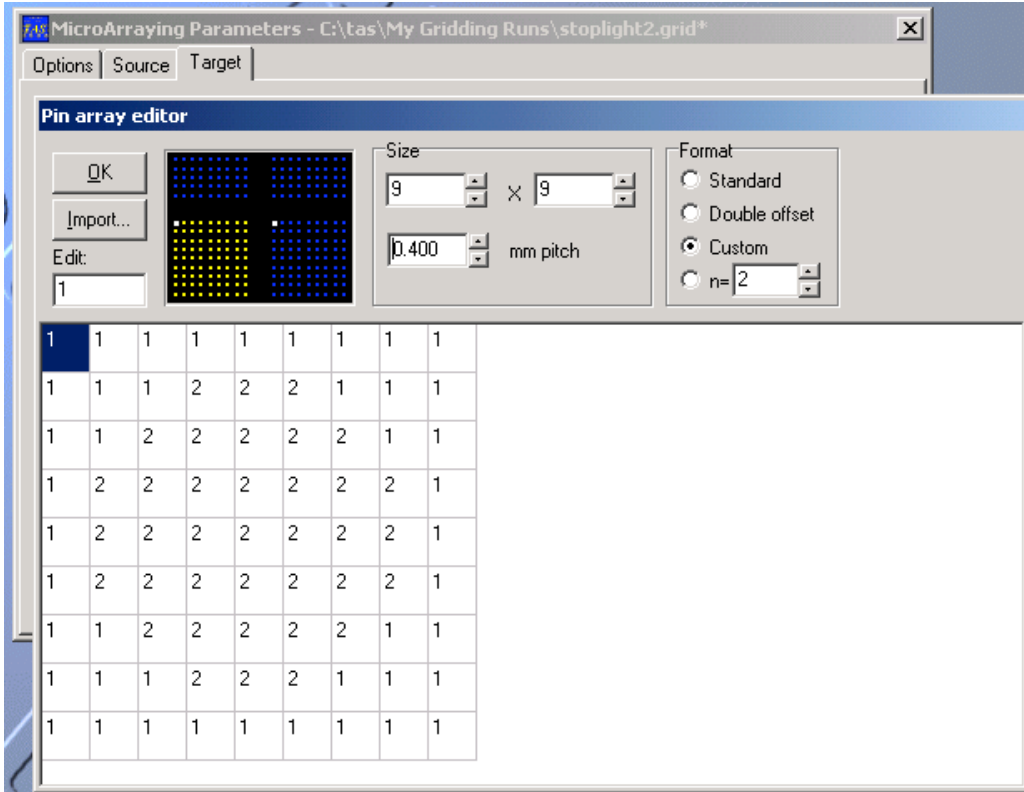 TAS MicroArraying Parameters - C:\tas\My Gridding Runs\stoplight2.grid*
Options Source Target
Pin array editor
OK
Import...
Edit:
1
Size
9 X 9
0.400 mm pitch
Format
Standard
Double offset
Custom
n= 2
1 1 1 1 1 1 1 1 1
1 1 1 2 2 2 1 1 1
1 1 2 2 2 2 2 1 1
1 2 2 2 2 2 2 2 1
1 2 2 2 2 2 2 2 1
1 2 2 2 2 2 2 2 1
1 1 2 2 2 2 2 1 1
1 1 1 2 2 2 1 1 1
1 1 1 1 1 1 1 1 1